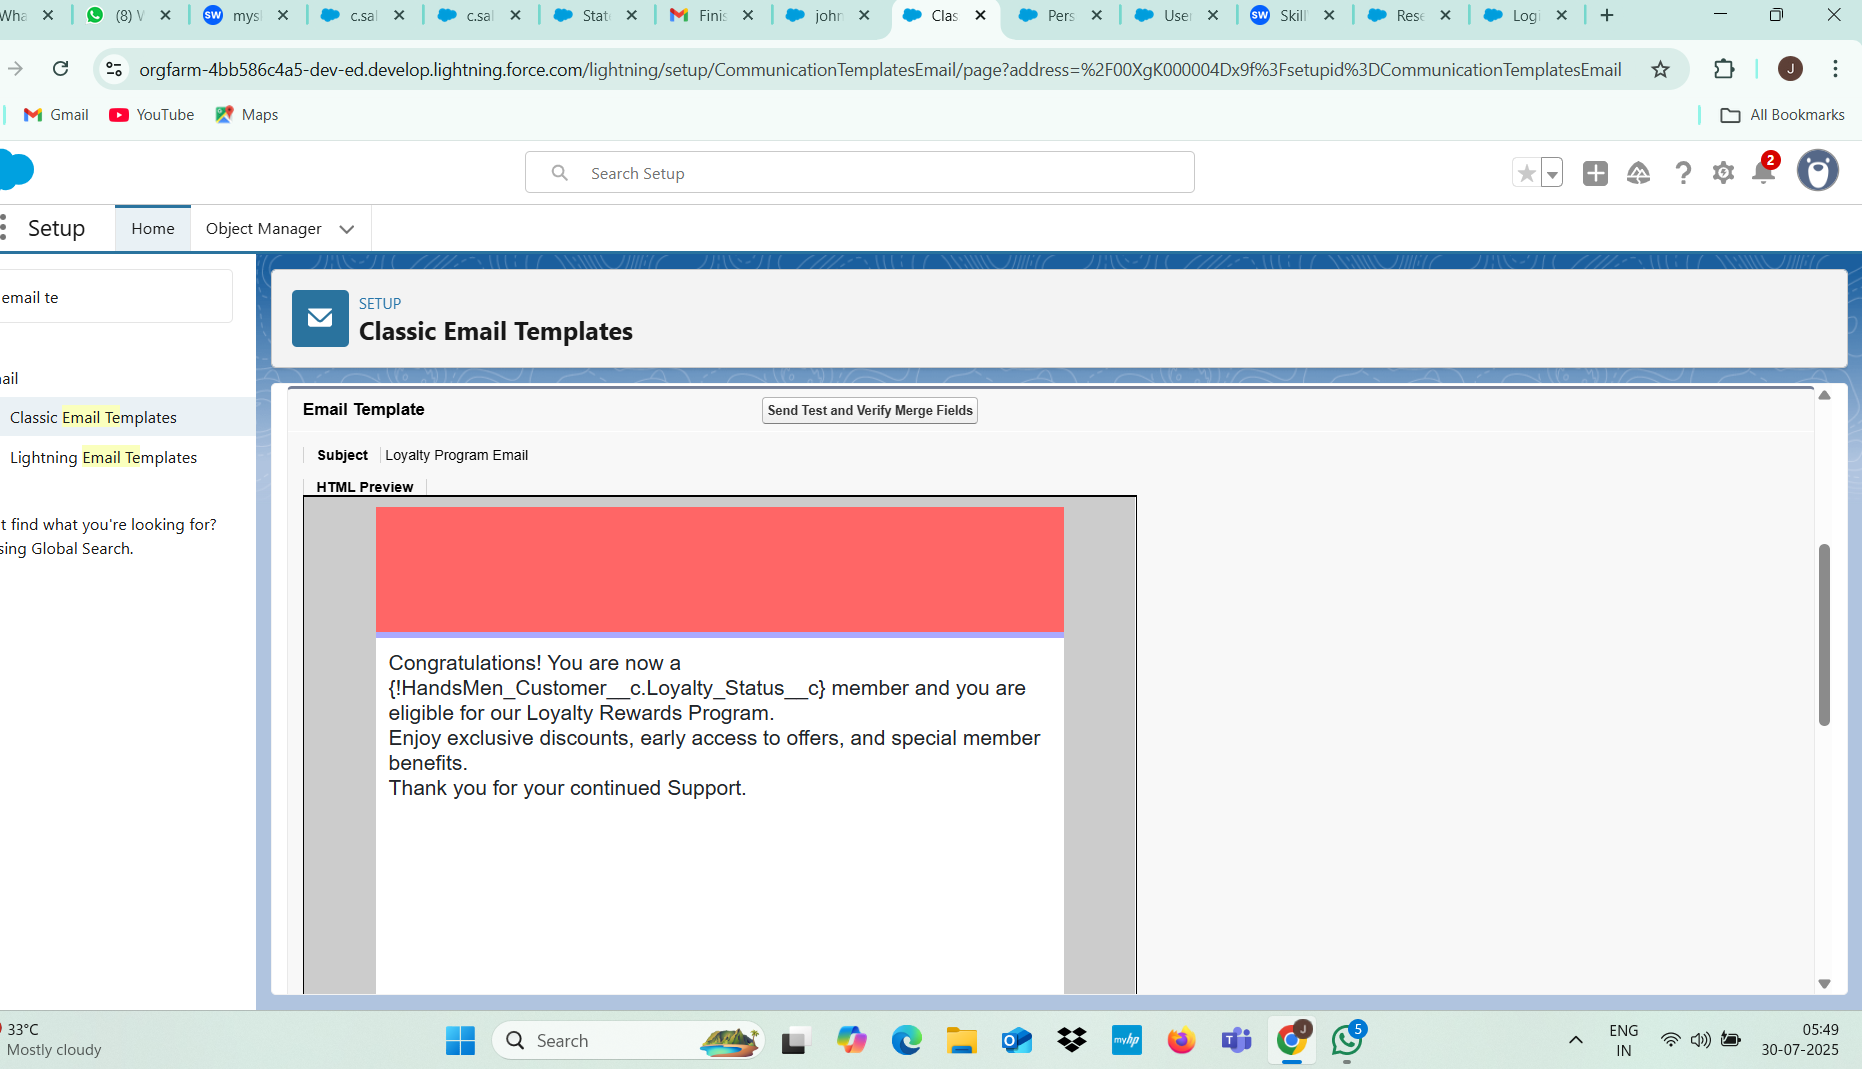 Wha
(8) W
mysl
c.sal
c.sal
Stat
Finis
john
Clas
Pers
User
Skill
Rese
Logi
orgfarm-4bb586c4a5-dev-ed.develop.lightning.force.com/lightning/setup/CommunicationTemplatesEmail/page?address=%2F00XgK000004Dx9f%3Fsetupid%3DCommunicationTemplatesEmail
J
Gmail
YouTube
Maps
All Bookmarks
Search Setup
2
Setup
Home
Object Manager
email te
SETUP
Classic Email Templates
ail
Classic Email Templates
Lightning Email Templates
t find what you're looking for?
sing Global Search.
Email Template
Send Test and Verify Merge Fields
Subject
Loyalty Program Email
HTML Preview
Congratulations! You are now a
{!HandsMen_Customer__c.Loyalty_Status__c} member and you are
eligible for our Loyalty Rewards Program.
Enjoy exclusive discounts, early access to offers, and special member
benefits.
Thank you for your continued Support.
33°C
Mostly cloudy
Search
myhp
J
5
ENG
IN
05:49
30-07-2025